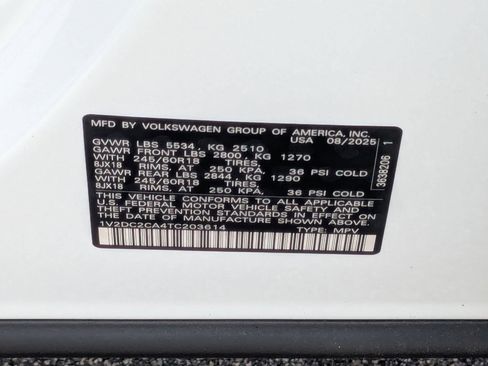 MFD BY VOLKSWAGEN GROUP OF AMERICA, INC.
USA 08/2025
GVWR LBS 5534, KG 2510
GAWR FRONT LBS 2800, KG 1270
WITH 245/60R18 TIRES,
8JX18 RIMS, AT 250 KPA, 36 PSI COLD
GAWR REAR LBS 2844, KG 1290
WITH 245/60R18 TIRES,
8JX18 RIMS, AT 250 KPA, 36 PSI COLD
THIS VEHICLE CONFORMS TO ALL APPLICABLE
U.S. FEDERAL MOTOR VEHICLE SAFETY AND
THEFT PREVENTION STANDARDS IN EFFECT ON
THE DATE OF MANUFACTURE SHOWN ABOVE.
1V2DC2CA4TC203614
TYPE: MPV
3638206 1